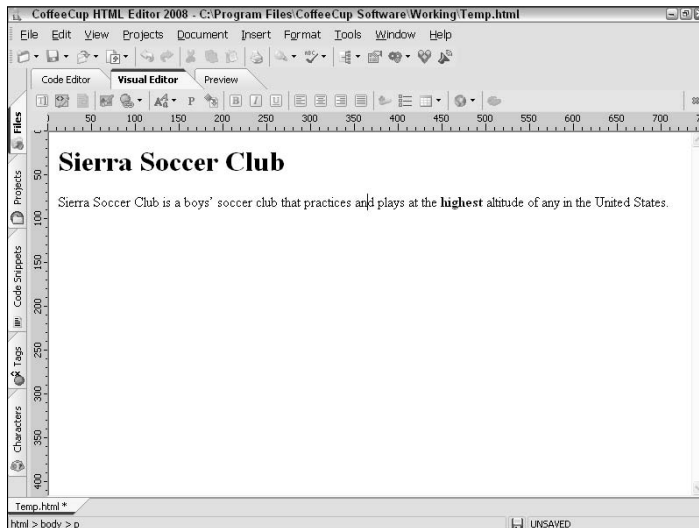 CoffeeCup HTML Editor 2008 - C:\Program Files\CoffeeCup Software\Working\Temp.html
File Edit View Projects Document Insert Format Tools Window Help
Code Editor Visual Editor Preview
P B I U
50 100 150 200 250 300 350 400 450 500 550 600 650 700
Files
Projects
Code Snippets
Tags
Characters
50
100
150
200
250
300
350
400
Sierra Soccer Club
Sierra Soccer Club is a boys' soccer club that practices and plays at the highest altitude of any in the United States.
Temp.html *
html > body > p UNSAVED